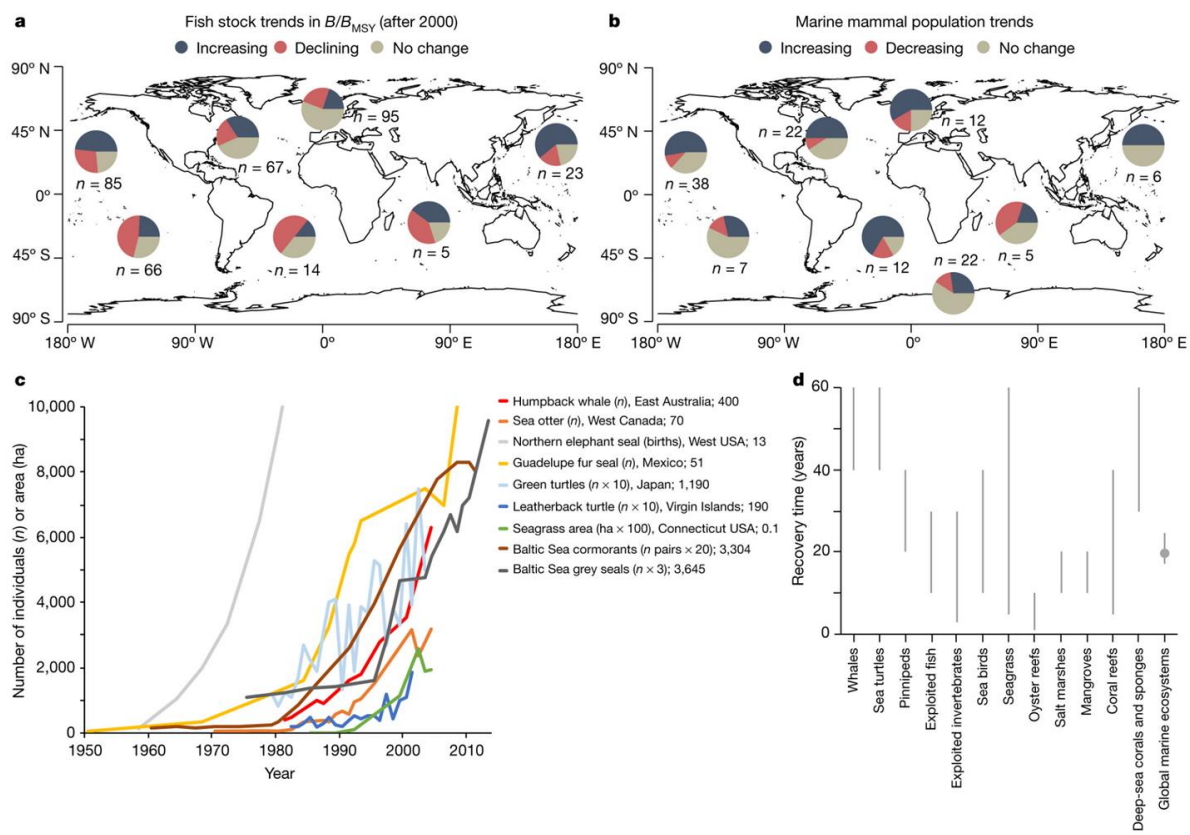 a
Fish stock trends in B/BMSY (after 2000)
Increasing Declining No change
90° N
45° N
0°
45° S
90° S
180° W 90° W 0° 90° E 180° E
n = 95
n = 67
n = 23
n = 85
n = 5
n = 66
n = 14
b
Marine mammal population trends
Increasing Decreasing No change
90° N
45° N
0°
45° S
90° S
180° W 90° W 0° 90° E 180° E
n = 12
n = 22
n = 38
n = 6
n = 5
n = 7
n = 12
n = 22
c
Number of individuals (n) or area (ha)
10,000
8,000
6,000
4,000
2,000
0
1950 1960 1970 1980 1990 2000 2010
Year
Humpback whale (n), East Australia; 400
Sea otter (n), West Canada; 70
Northern elephant seal (births), West USA; 13
Guadelupe fur seal (n), Mexico; 51
Green turtles (n × 10), Japan; 1,190
Leatherback turtle (n × 10), Virgin Islands; 190
Seagrass area (ha × 100), Connecticut USA; 0.1
Baltic Sea cormorants (n pairs × 20); 3,304
Baltic Sea grey seals (n × 3); 3,645
d
Recovery time (years)
60
40
20
0
Whales
Sea turtles
Pinnipeds
Exploited fish
Exploited invertebrates
Sea birds
Seagrass
Oyster reefs
Salt marshes
Mangroves
Coral reefs
Deep-sea corals and sponges
Global marine ecosystems